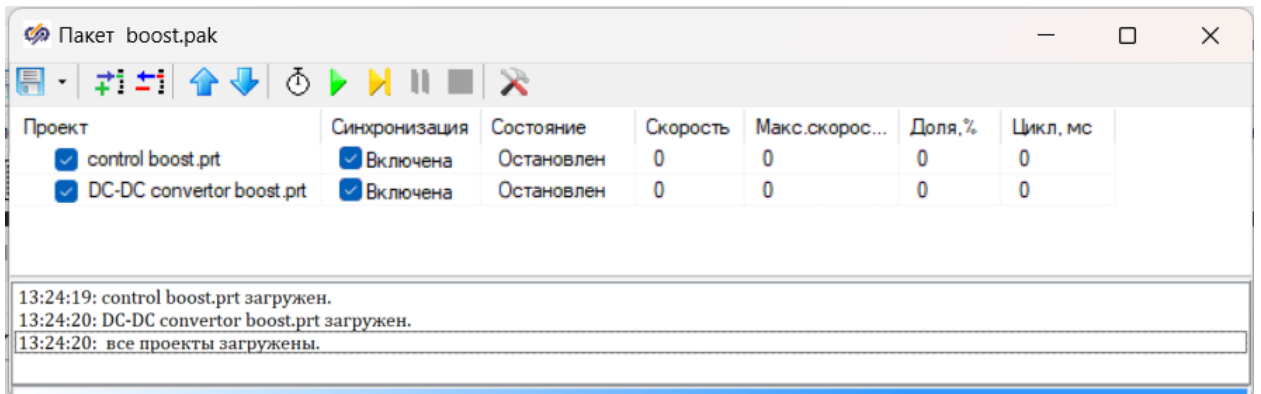 Пакет boost.pak
Проект Синхронизация Состояние Скорость Макс.скорос... Доля,% Цикл, мс
control boost.prt Включена Остановлен 0 0 0 0
DC-DC convertor boost.prt Включена Остановлен 0 0 0 0
13:24:19: control boost.prt загружен.
13:24:20: DC-DC convertor boost.prt загружен.
13:24:20: все проекты загружены.